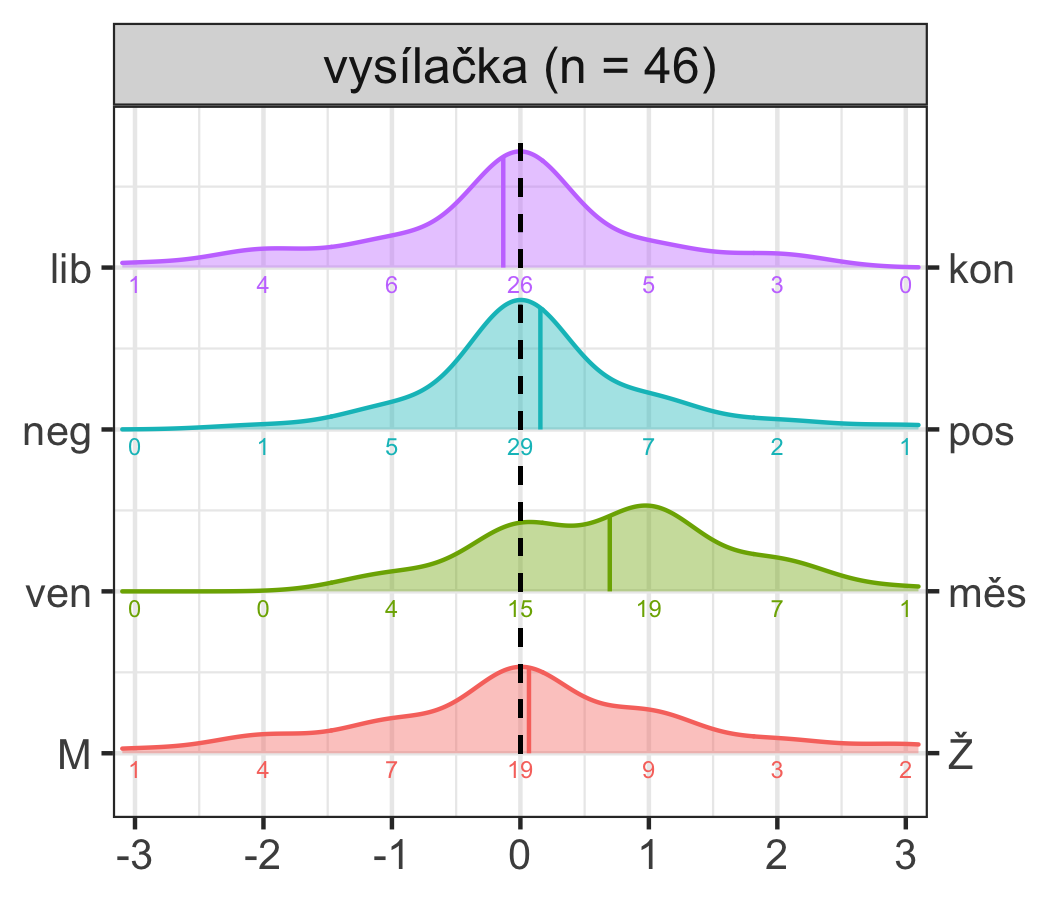 vysílačka (n = 46)
lib kon
1 4 6 26 5 3 0
neg pos
0 1 5 29 7 2 1
ven měs
0 0 4 15 19 7 1
M Ž
1 4 7 19 9 3 2
-3 -2 -1 0 1 2 3